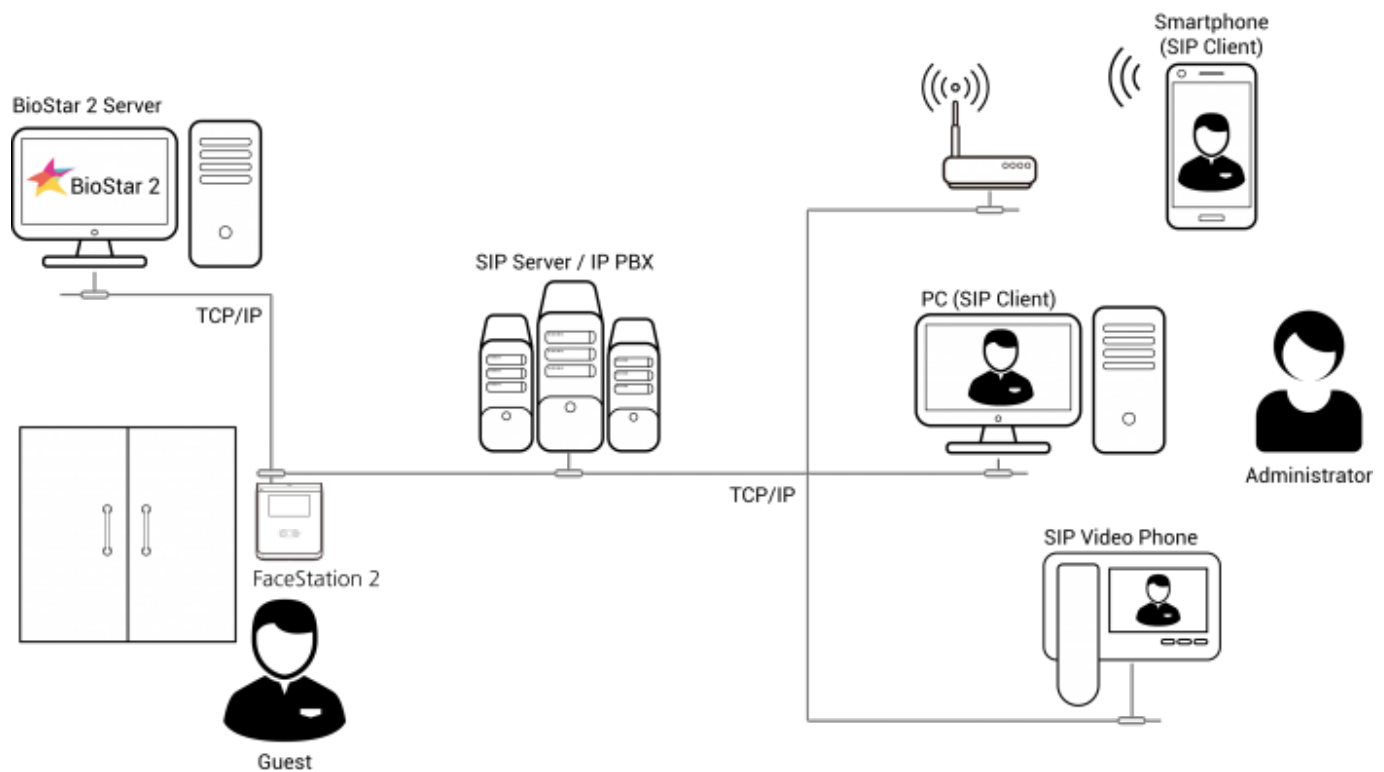 Smartphone
(SIP Client)
BioStar 2 Server
BioStar 2
SIP Server / IP PBX
PC (SIP Client)
TCP/IP
TCP/IP
Administrator
SIP Video Phone
FaceStation 2
Guest